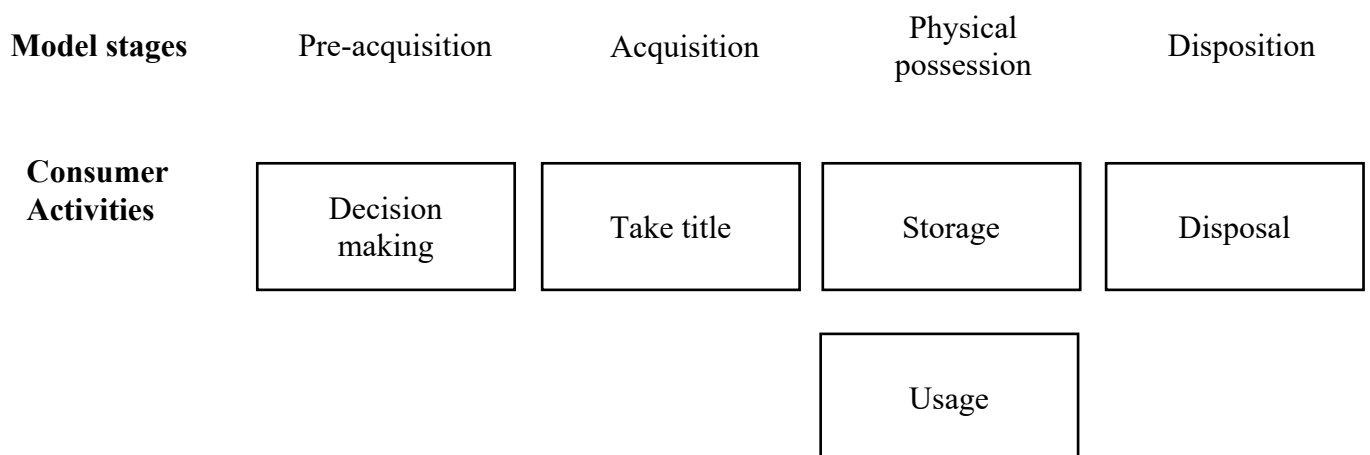 Model stages Pre-acquisition Acquisition Physical possession Disposition
Consumer Activities
Decision making Take title Storage Disposal
Usage